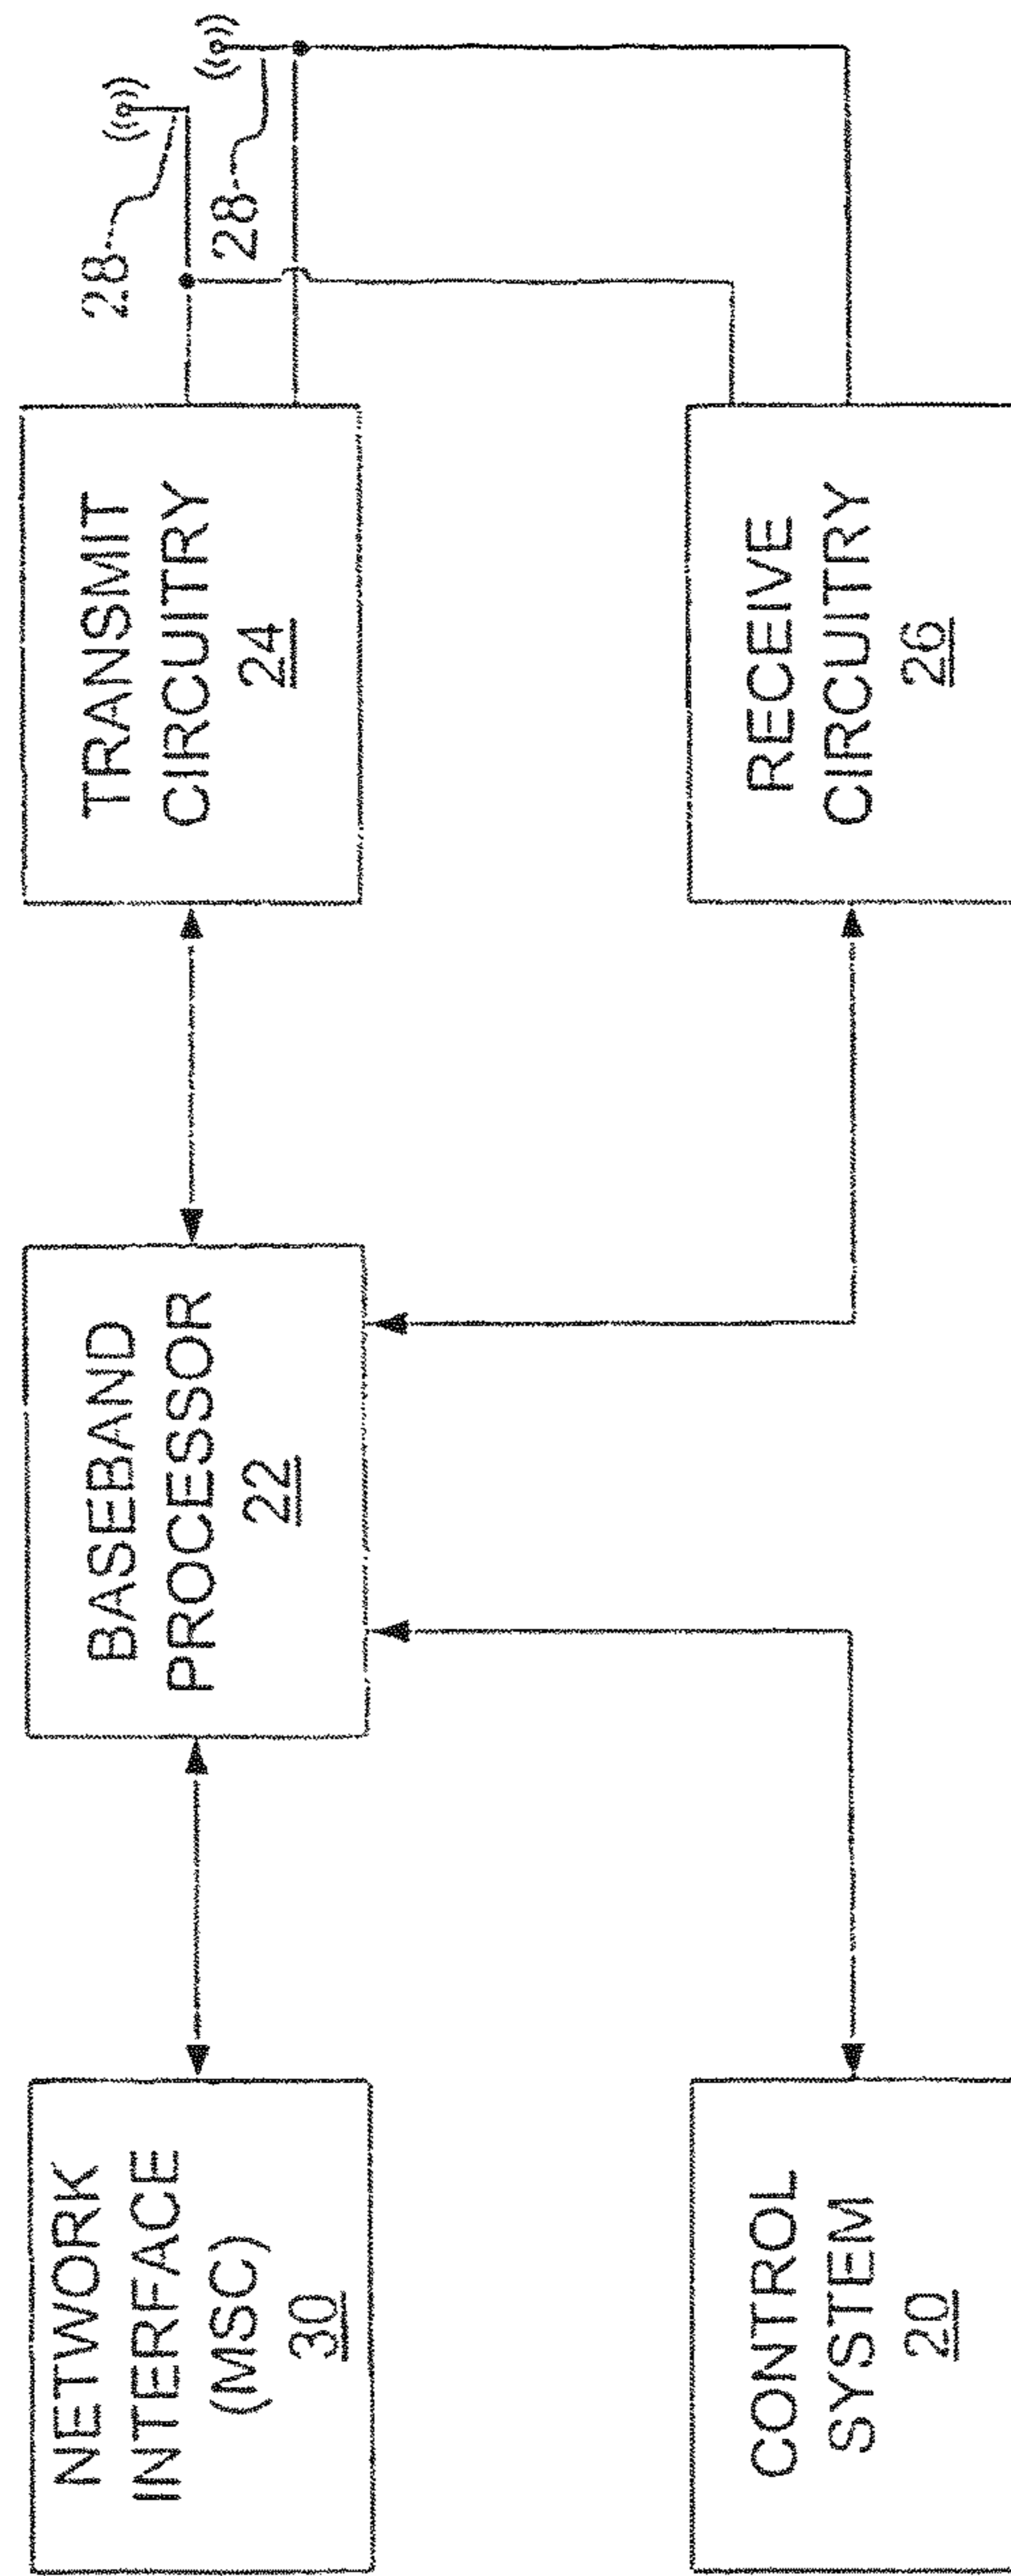 NETWORK
INTERFACE
(MSC)
30
BASEBAND
PROCESSOR
22
TRANSMIT
CIRCUITRY
24
28
28
CONTROL
SYSTEM
20
RECEIVE
CIRCUITRY
26